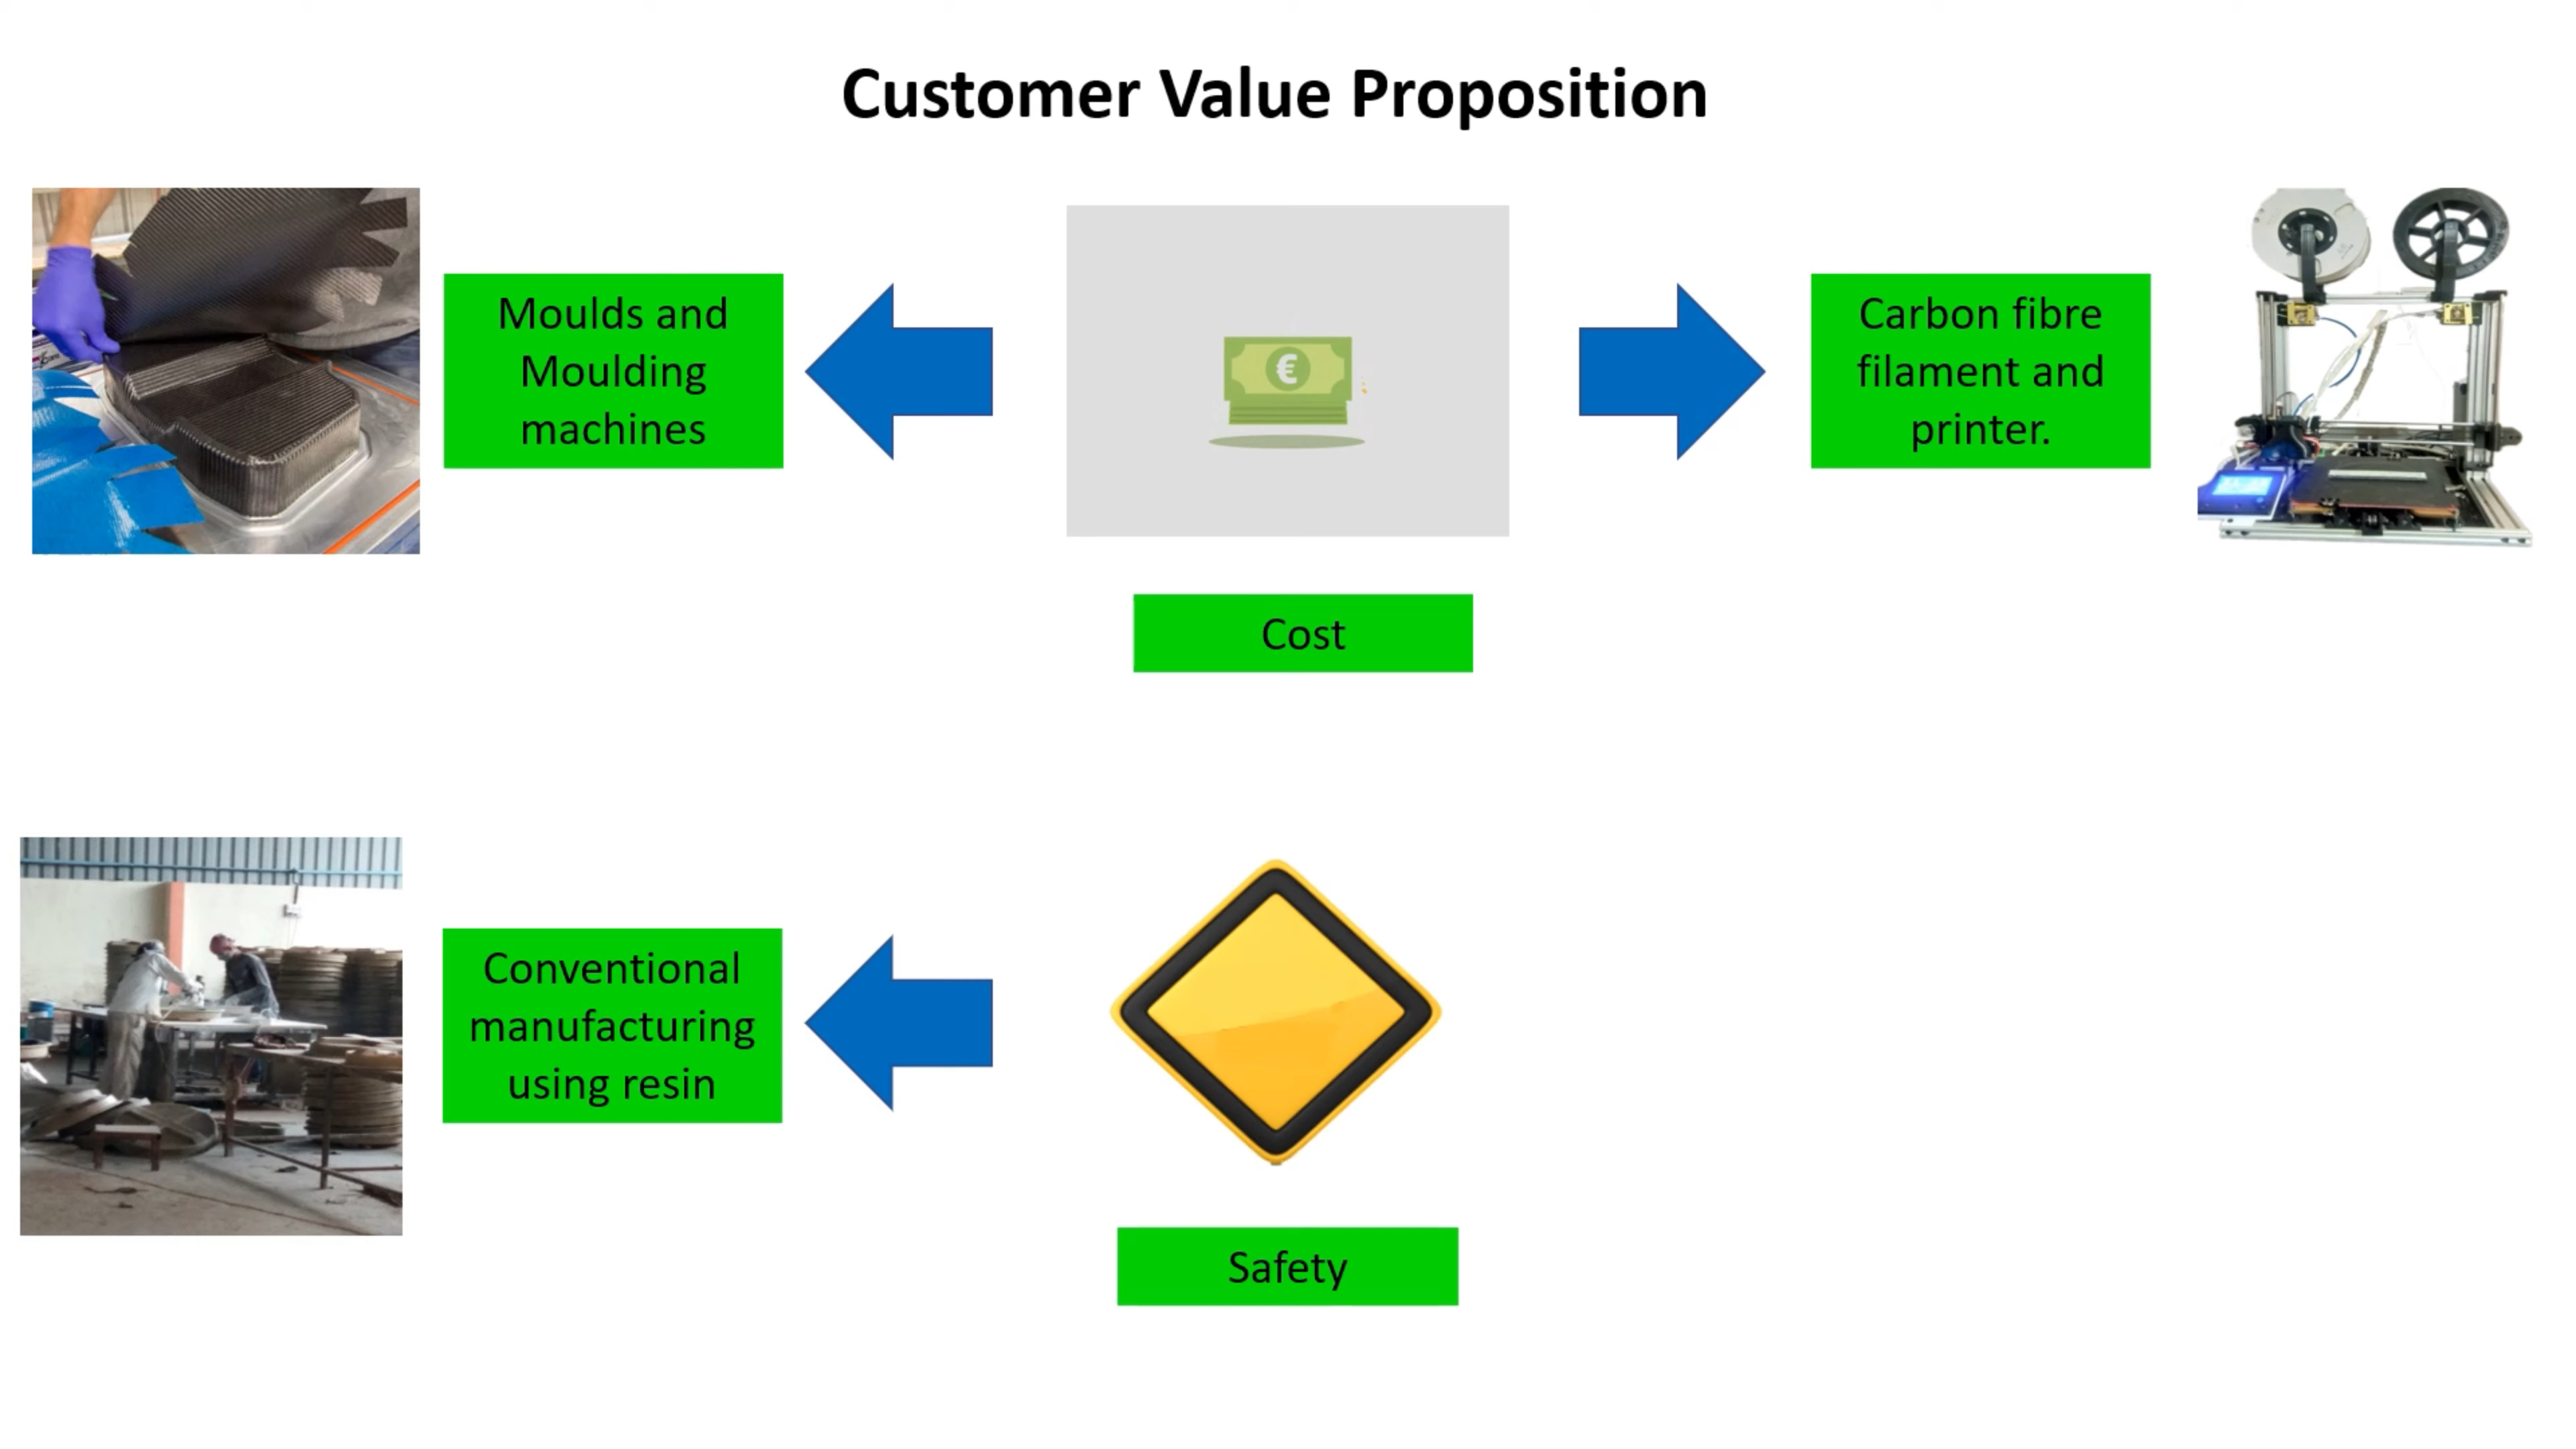 Customer Value Proposition
Moulds and
Moulding
machines
€
Carbon fibre
filament and
printer.
Cost
Conventional
manufacturing
using resin
Safety